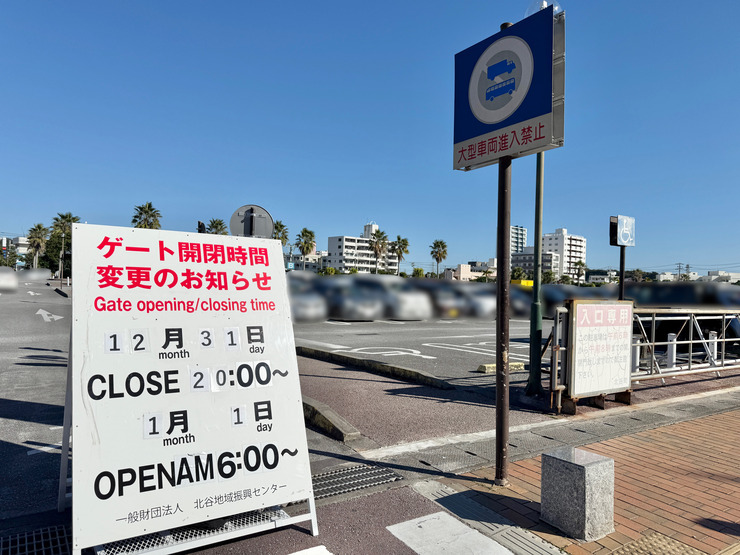 ゲート開閉時間
変更のお知らせ
Gate opening/closing time
12月31日
month day
CLOSE 20:00～
1月 1日
month day
OPENAM6:00～
一般財団法人 北谷地域振興センター
大型車両進入禁止
入口専用